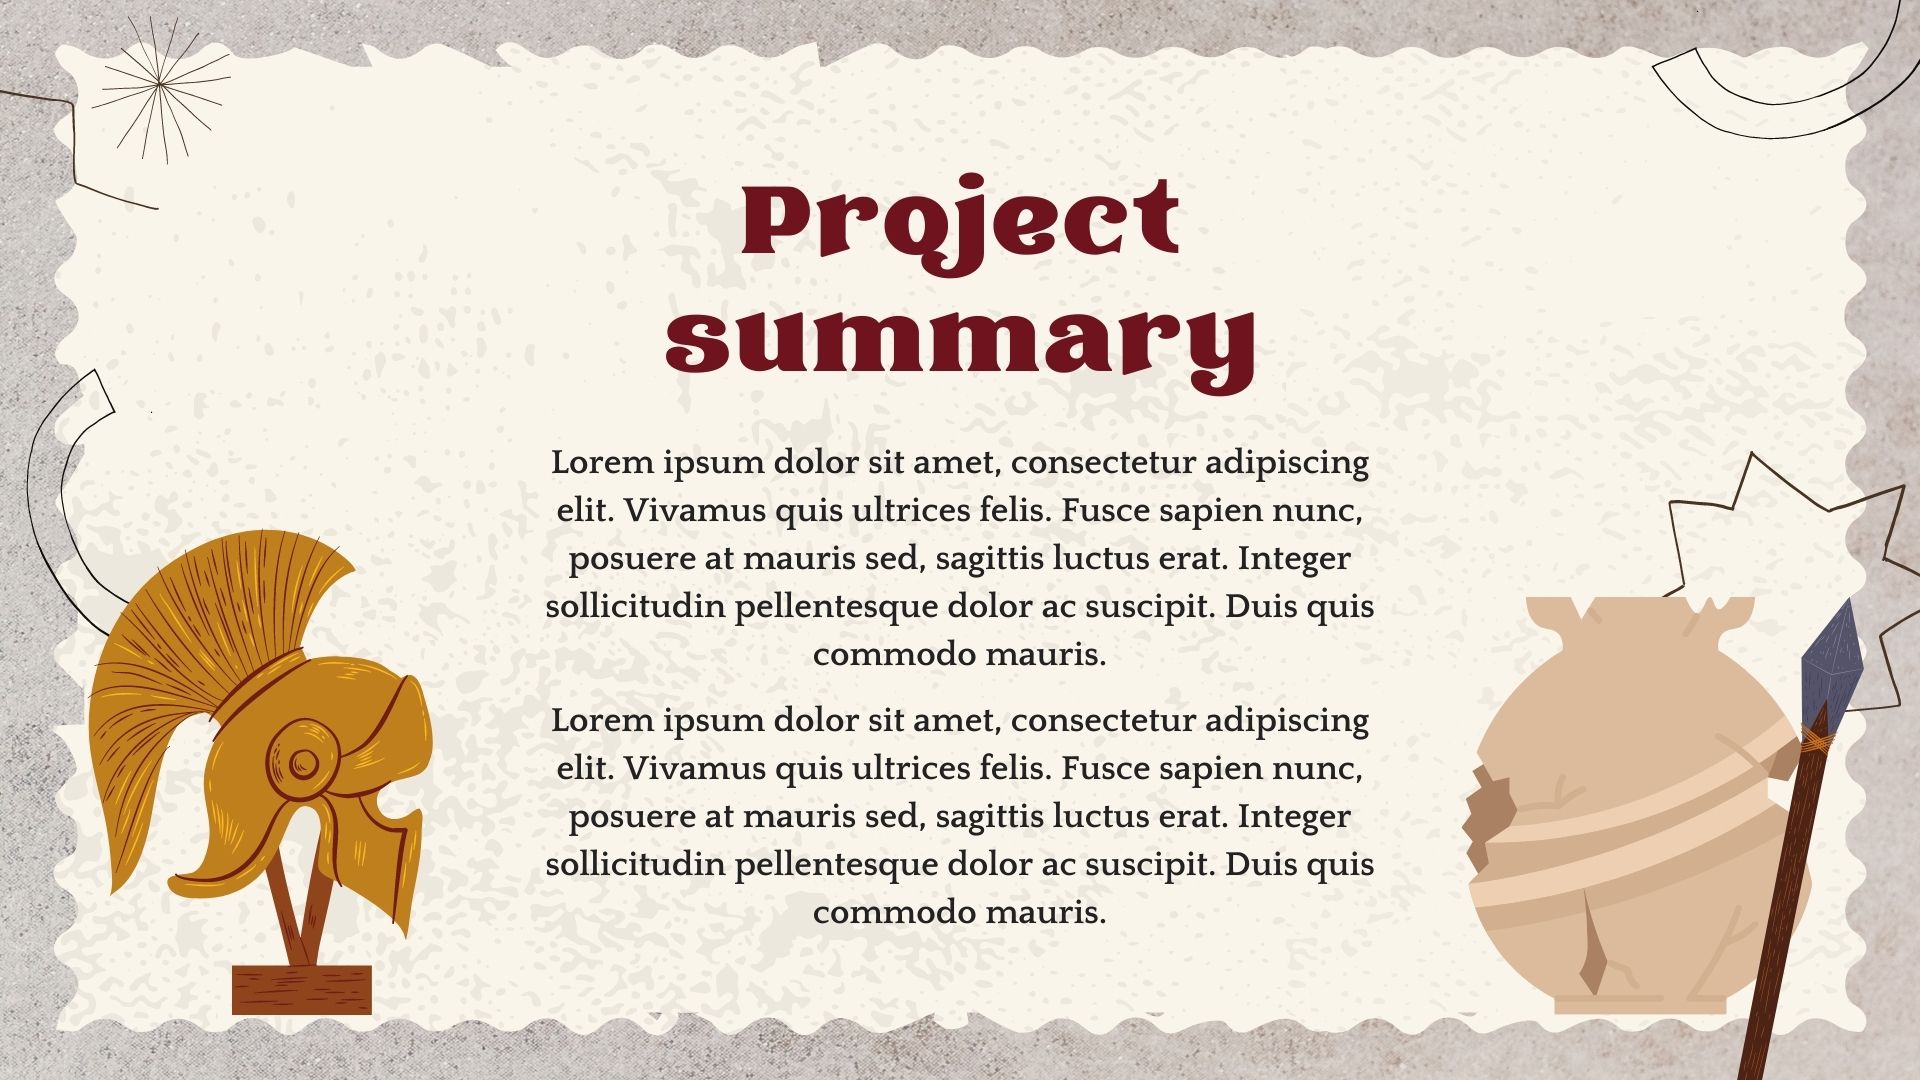 Project
summary
Lorem ipsum dolor sit amet, consectetur adipiscing
elit. Vivamus quis ultrices felis. Fusce sapien nunc,
posuere at mauris sed, sagittis luctus erat. Integer
sollicitudin pellentesque dolor ac suscipit. Duis quis
commodo mauris.
Lorem ipsum dolor sit amet, consectetur adipiscing
elit. Vivamus quis ultrices felis. Fusce sapien nunc,
posuere at mauris sed, sagittis luctus erat. Integer
sollicitudin pellentesque dolor ac suscipit. Duis quis
commodo mauris.